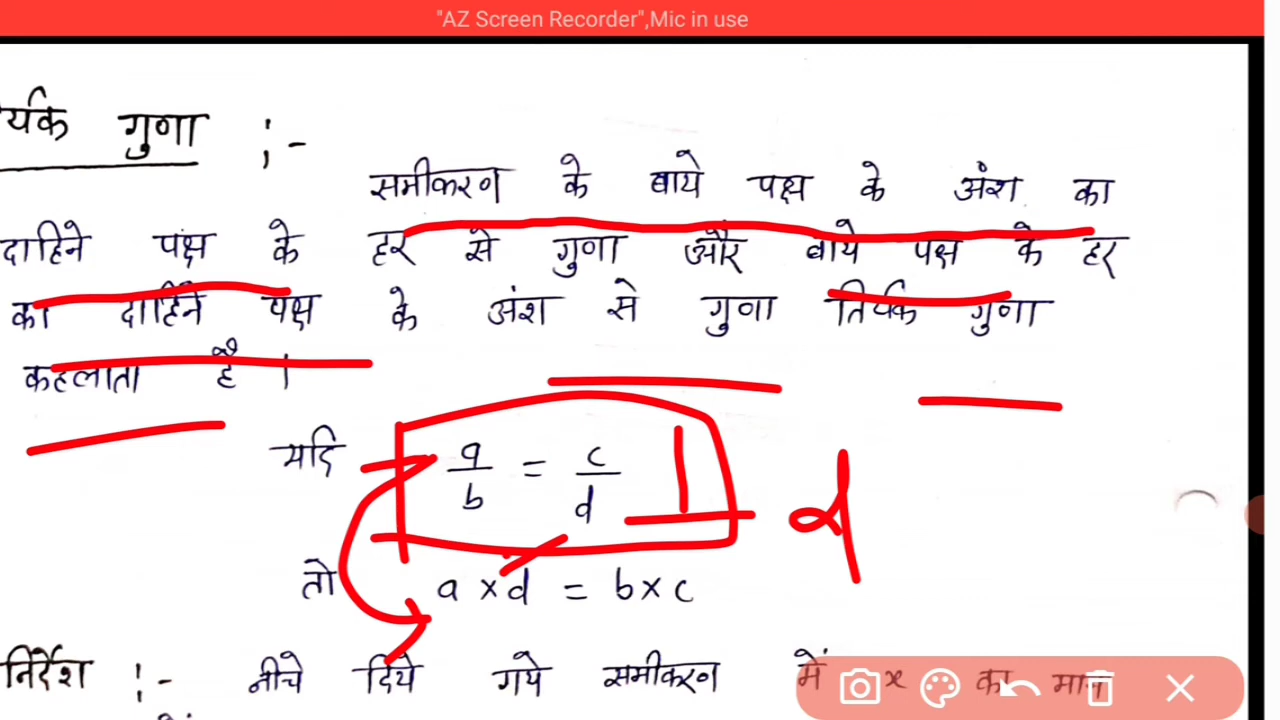 "AZ Screen Recorder",Mic in use
र्यक गुणा :-
समीकरण के बाये पक्ष के अंश का
दाहिने पक्ष के हर से गुणा और बाये पक्ष के हर
का दाहिने पक्ष के अंश से गुणा तिर्यक गुणा
कहलाता है ।
यदि a/b = c/d
d
तो a × d = b × c
निर्देश :- नीचे दिये गये समीकरण में x का मान